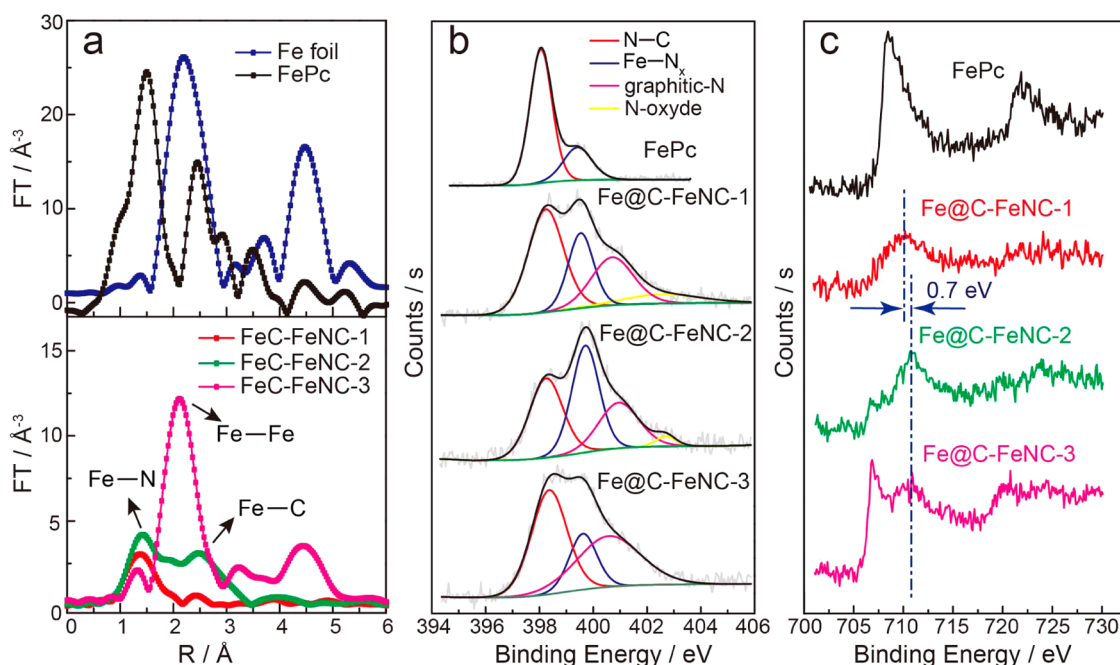 a
30
20
10
0
FT / Å⁻³
Fe foil
FePc
15
10
5
0
FT / Å⁻³
FeC-FeNC-1
FeC-FeNC-2
FeC-FeNC-3
Fe—Fe
Fe—N
Fe—C
0 1 2 3 4 5 6
R / Å
b
N—C
Fe—Nₓ
graphitic-N
N-oxyde
FePc
Fe@C-FeNC-1
Fe@C-FeNC-2
Fe@C-FeNC-3
Counts / s
394 396 398 400 402 404 406
Binding Energy / eV
c
FePc
Fe@C-FeNC-1
0.7 eV
Fe@C-FeNC-2
Fe@C-FeNC-3
Counts / s
700 705 710 715 720 725 730
Binding Energy / eV